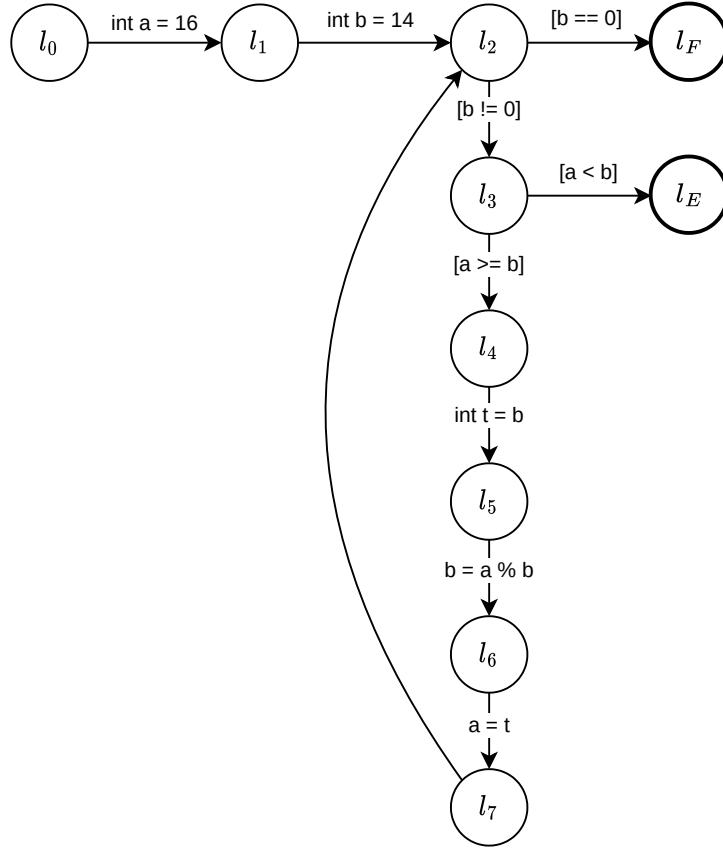 int a = 16
int b = 14
[b == 0]
l0
l1
l2
lF
[b != 0]
[a < b]
l3
lE
[a >= b]
l4
int t = b
l5
b = a % b
l6
a = t
l7